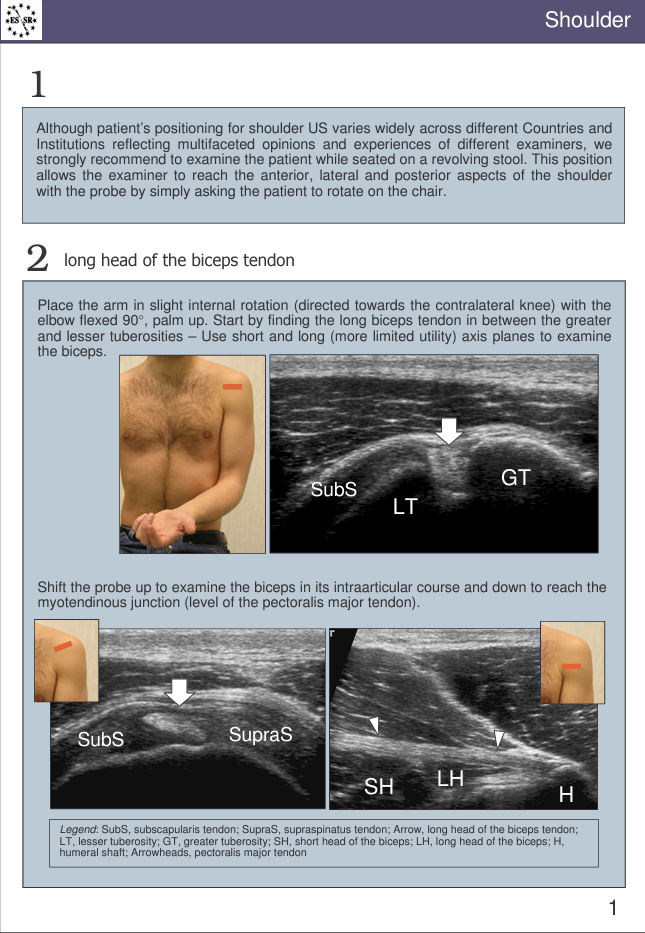 ES SR
Shoulder
1
Although patient’s positioning for shoulder US varies widely across different Countries and
Institutions reflecting multifaceted opinions and experiences of different examiners, we
strongly recommend to examine the patient while seated on a revolving stool. This position
allows the examiner to reach the anterior, lateral and posterior aspects of the shoulder
with the probe by simply asking the patient to rotate on the chair.
2 long head of the biceps tendon
Place the arm in slight internal rotation (directed towards the contralateral knee) with the
elbow flexed 90°, palm up. Start by finding the long biceps tendon in between the greater
and lesser tuberosities – Use short and long (more limited utility) axis planes to examine
the biceps.
SubS
LT
GT
Shift the probe up to examine the biceps in its intraarticular course and down to reach the
myotendinous junction (level of the pectoralis major tendon).
SubS
SupraS
SH
LH
H
Legend: SubS, subscapularis tendon; SupraS, supraspinatus tendon; Arrow, long head of the biceps tendon;
LT, lesser tuberosity; GT, greater tuberosity; SH, short head of the biceps; LH, long head of the biceps; H,
humeral shaft; Arrowheads, pectoralis major tendon
1